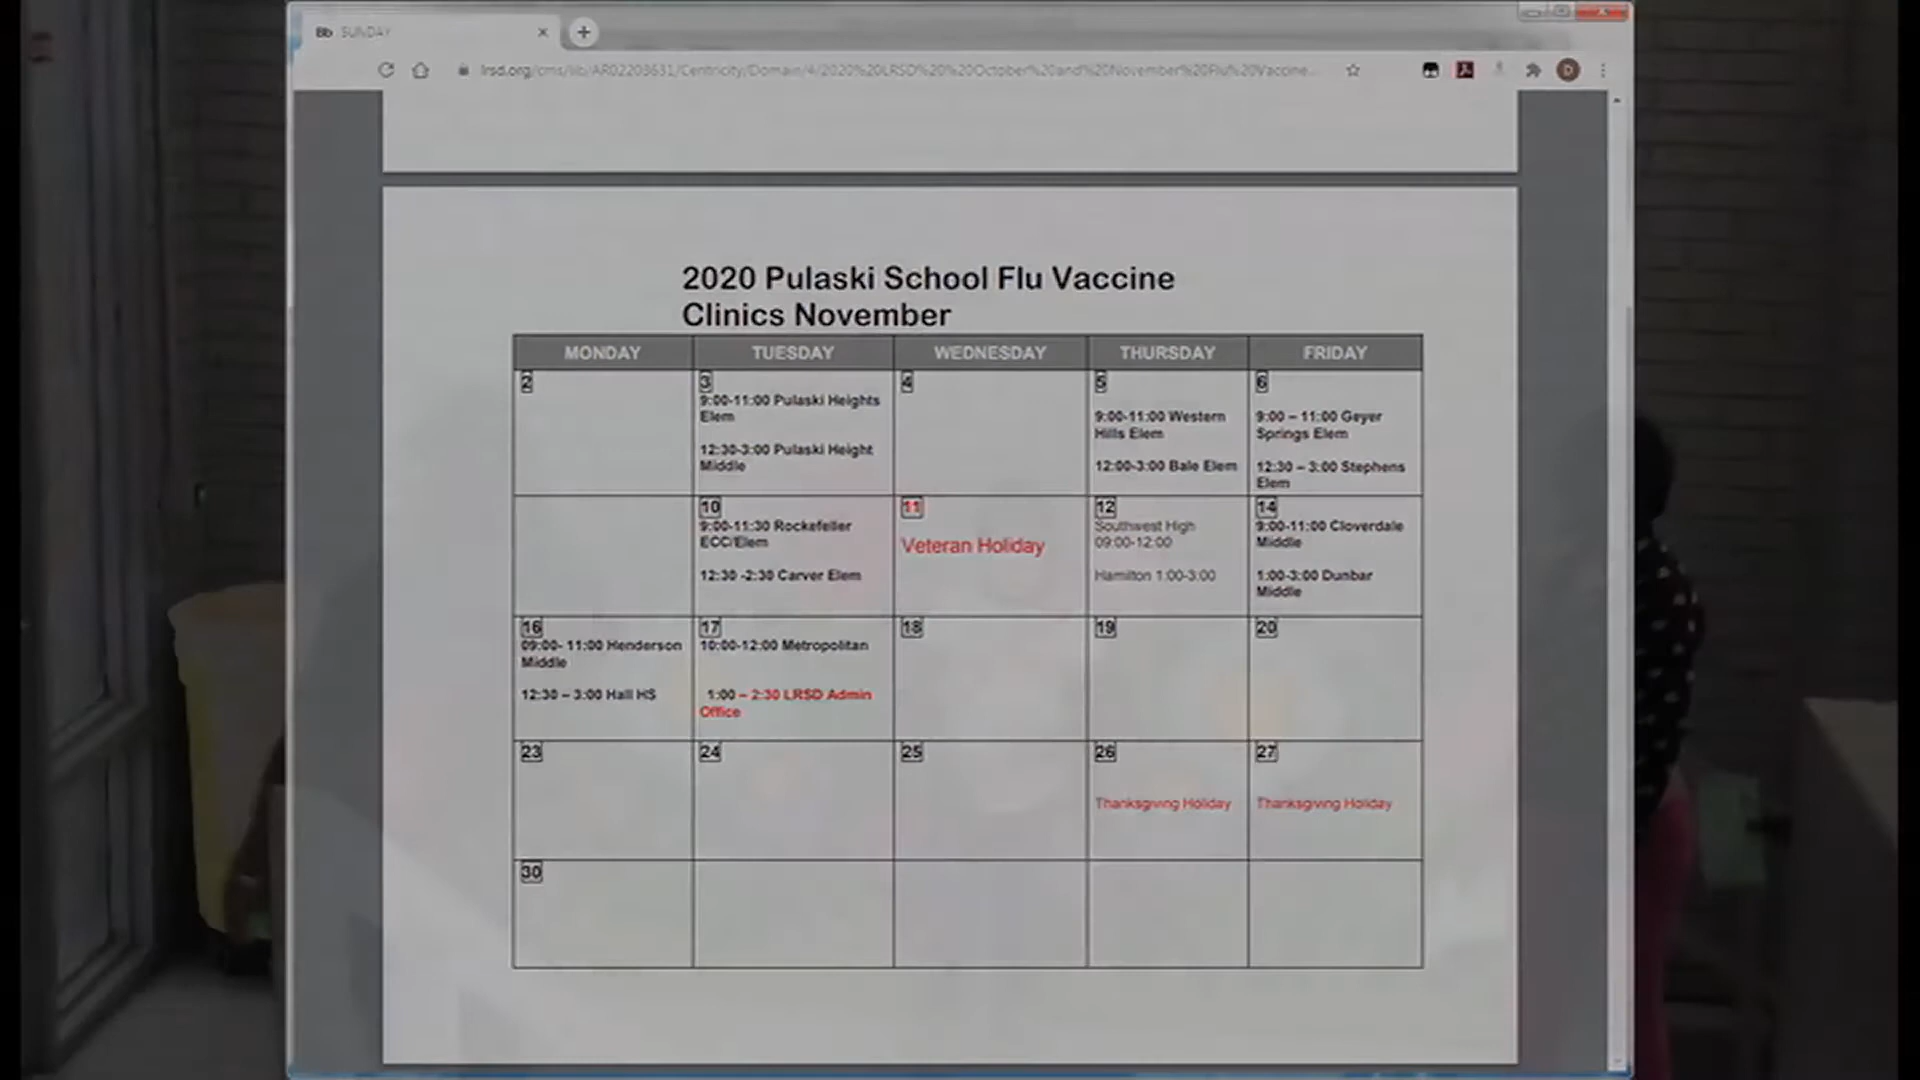 SUNDAY
lrsd.org/cms/lib/AR02203631/Centricity/Domain/4/2020%20LRSD%20%20October%20and%20November%20Flu%20Vaccine...
2020 Pulaski School Flu Vaccine
Clinics November
MONDAY TUESDAY WEDNESDAY THURSDAY FRIDAY
2
3
9:00-11:00 Pulaski Heights
Elem
12:30-3:00 Pulaski Height
Middle
4
5
9:00-11:00 Western
Hills Elem
12:00-3:00 Bale Elem
6
9:00 – 11:00 Geyer
Springs Elem
12:30 – 3:00 Stephens
Elem
10
9:00-11:30 Rockefeller
ECC/Elem
12:30 -2:30 Carver Elem
11
Veteran Holiday
12
Southwest High
09:00-12:00
Hamilton 1:00-3:00
14
9:00-11:00 Cloverdale
Middle
1:00-3:00 Dunbar
Middle
16
09:00- 11:00 Henderson
Middle
12:30 – 3:00 Hall HS
17
10:00-12:00 Metropolitan
1:00 – 2:30 LRSD Admin
Office
18
19
20
23
24
25
26
Thanksgiving Holiday
27
Thanksgiving Holiday
30